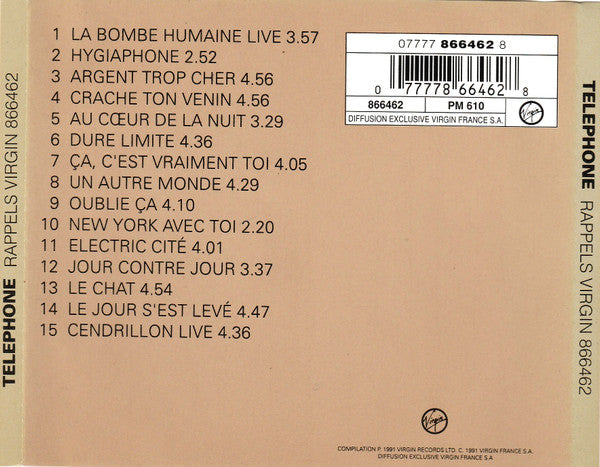 TELEPHONE RAPPELS VIRGIN 866462
1 LA BOMBE HUMAINE LIVE 3.57
2 HYGIAPHONE 2.52
3 ARGENT TROP CHER 4.56
4 CRACHE TON VENIN 4.56
5 AU CŒUR DE LA NUIT 3.29
6 DURE LIMITE 4.36
7 ÇA, C'EST VRAIMENT TOI 4.05
8 UN AUTRE MONDE 4.29
9 OUBLIE ÇA 4.10
10 NEW YORK AVEC TOI 2.20
11 ELECTRIC CITÉ 4.01
12 JOUR CONTRE JOUR 3.37
13 LE CHAT 4.54
14 LE JOUR S'EST LEVÉ 4.47
15 CENDRILLON LIVE 4.36
07777 866462 8
0 77778 66462 8
866462 PM 610
Virgin
DIFFUSION EXCLUSIVE VIRGIN FRANCE S.A.
Virgin
COMPILATION P. 1991 VIRGIN RECORDS LTD. C. 1991 VIRGIN FRANCE S.A.
DIFFUSION EXCLUSIVE VIRGIN FRANCE S.A
TELEPHONE RAPPELS VIRGIN 866462